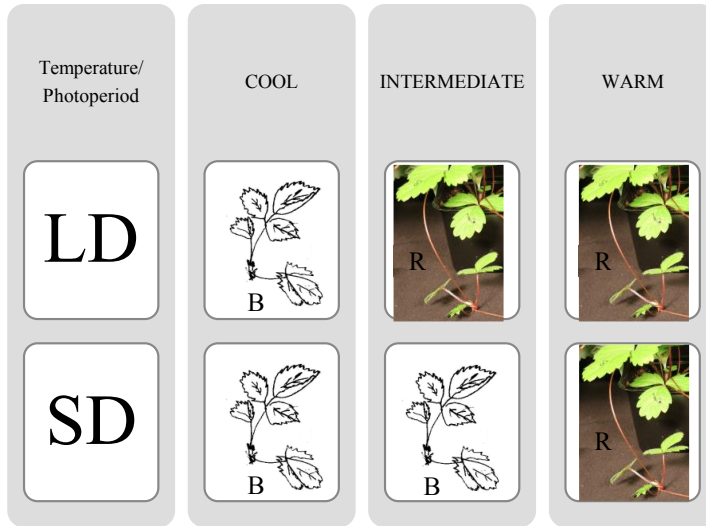 Temperature/
Photoperiod
COOL
INTERMEDIATE
WARM
LD
B
R
R
SD
B
B
R